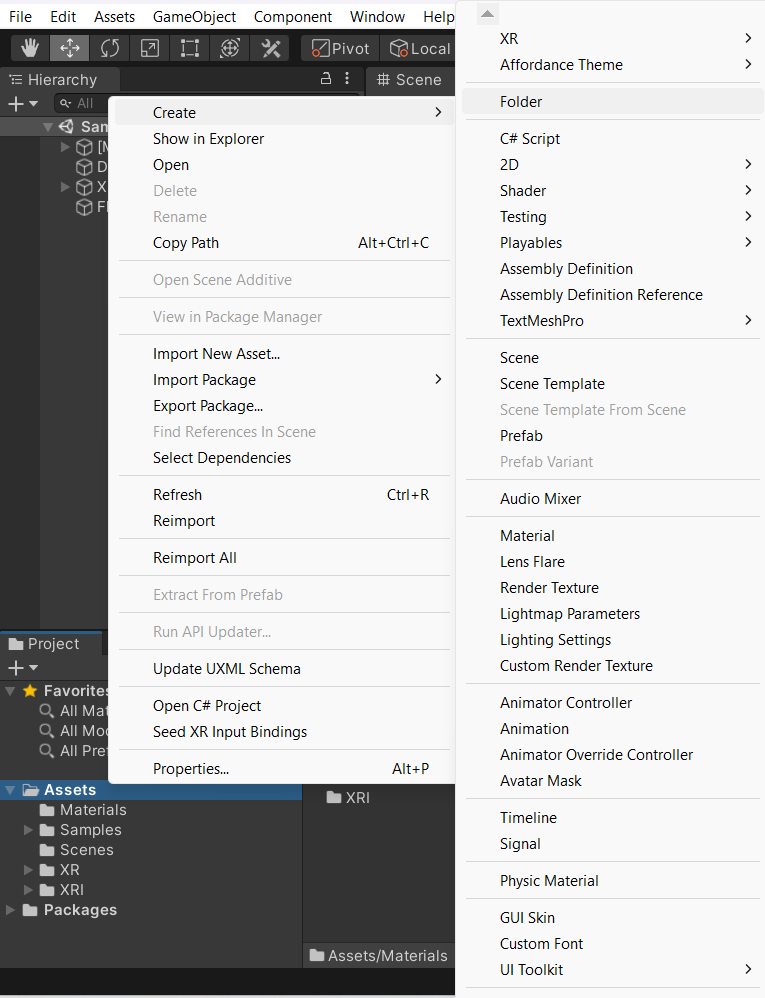 File Edit Assets GameObject Component Window Help
Pivot Local
Hierarchy
Scene
All
Sam
[M
D
X
Create
Show in Explorer
Open
Delete
Rename
Copy Path Alt+Ctrl+C
Open Scene Additive
View in Package Manager
Import New Asset...
Import Package
Export Package...
Find References In Scene
Select Dependencies
Refresh Ctrl+R
Reimport
Reimport All
Extract From Prefab
Run API Updater...
Update UXML Schema
Open C# Project
Seed XR Input Bindings
Properties... Alt+P
XR
Affordance Theme
Folder
C# Script
2D
Shader
Testing
Playables
Assembly Definition
Assembly Definition Reference
TextMeshPro
Scene
Scene Template
Scene Template From Scene
Prefab
Prefab Variant
Audio Mixer
Material
Lens Flare
Render Texture
Lightmap Parameters
Lighting Settings
Custom Render Texture
Animator Controller
Animation
Animator Override Controller
Avatar Mask
Timeline
Signal
Physic Material
GUI Skin
Custom Font
UI Toolkit
Project
Favorites
All Mat
All Mod
All Pref
Assets
Materials
Samples
Scenes
XR
XRI
Packages
XRI
Assets/Materials